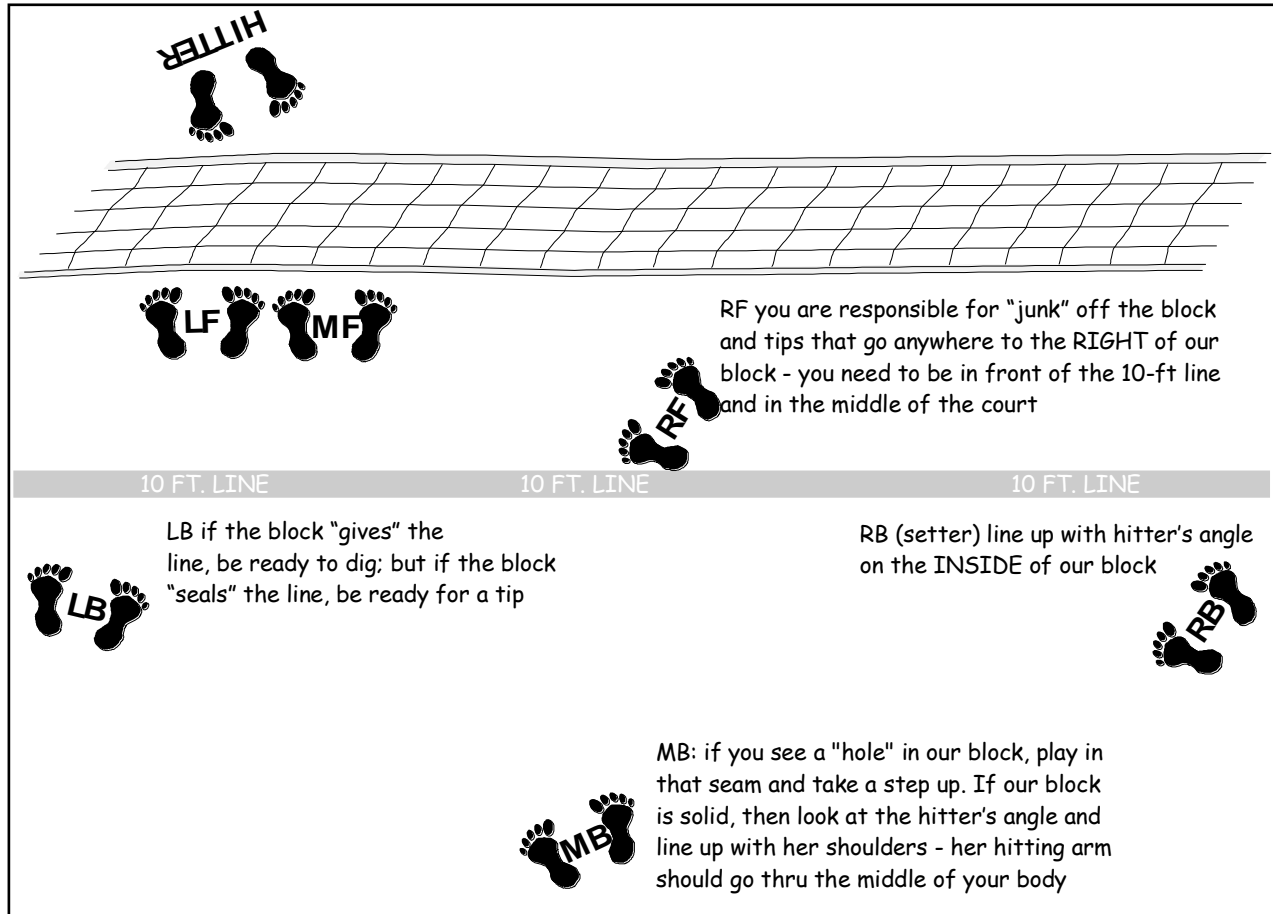 HITTER
LF
MF
RF you are responsible for “junk” off the block
and tips that go anywhere to the RIGHT of our
block - you need to be in front of the 10-ft line
and in the middle of the court
RF
10 FT. LINE 10 FT. LINE 10 FT. LINE
LB if the block “gives” the
line, be ready to dig; but if the block
“seals” the line, be ready for a tip
LB
RB (setter) line up with hitter’s angle
on the INSIDE of our block
RB
MB: if you see a "hole" in our block, play in
that seam and take a step up. If our block
is solid, then look at the hitter’s angle and
line up with her shoulders - her hitting arm
should go thru the middle of your body
MB